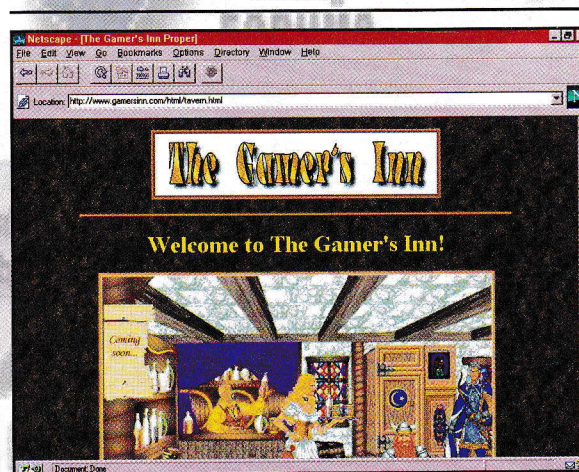 Netscape - [The Gamer's Inn Proper]
File Edit View Go Bookmarks Options Directory Window Help
Location: http://www.gamersinn.com/html/tavern.html
N
The Gamer's Inn
Welcome to The Gamer's Inn!
Coming
soon...
Document: Done